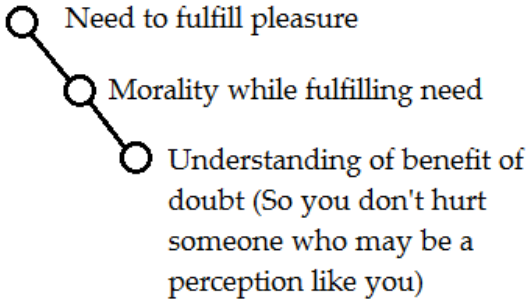 Need to fulfill pleasure
Morality while fulfilling need
Understanding of benefit of
doubt (So you don't hurt
someone who may be a
perception like you)